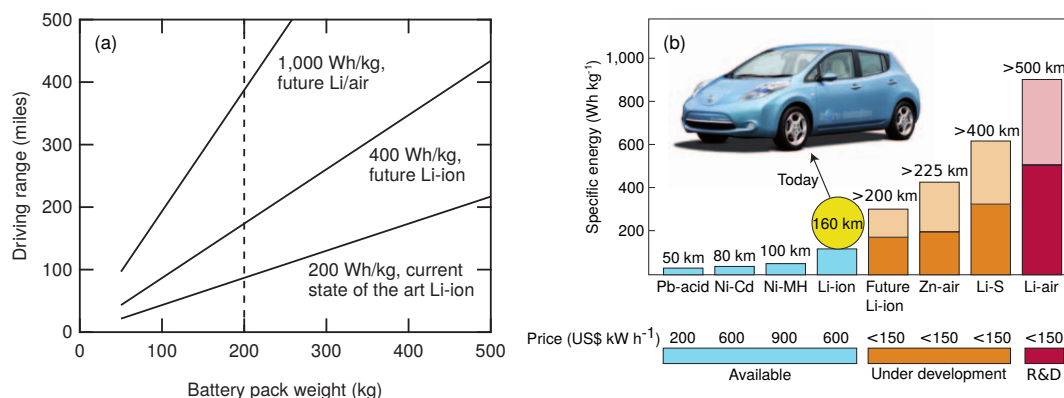 (a)
500
400
300
200
100
0
Driving range (miles)
1,000 Wh/kg,
future Li/air
400 Wh/kg,
future Li-ion
200 Wh/kg, current
state of the art Li-ion
0
100
200
300
400
500
Battery pack weight (kg)
(b)
1,000
800
600
400
200
Specific energy (Wh kg⁻¹)
Today
50 km
80 km
100 km
160 km
>200 km
>225 km
>400 km
>500 km
Pb-acid
Ni-Cd
Ni-MH
Li-ion
Future
Li-ion
Zn-air
Li-S
Li-air
Price (US$ kW h⁻¹)
200
600
900
600
<150
<150
<150
<150
Available
Under development
R&D